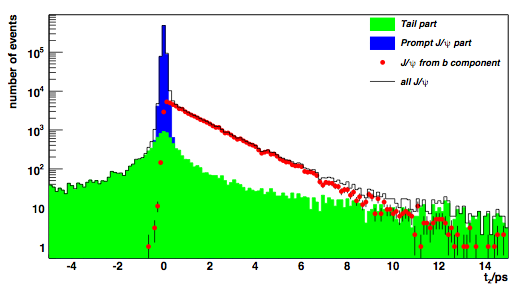 number of events
Tail part
Prompt J/ψ part
J/ψ from b component
all J/ψ
10⁵
10⁴
10³
10²
10
1
-4 -2 0 2 4 6 8 10 12 14
t_z/ps